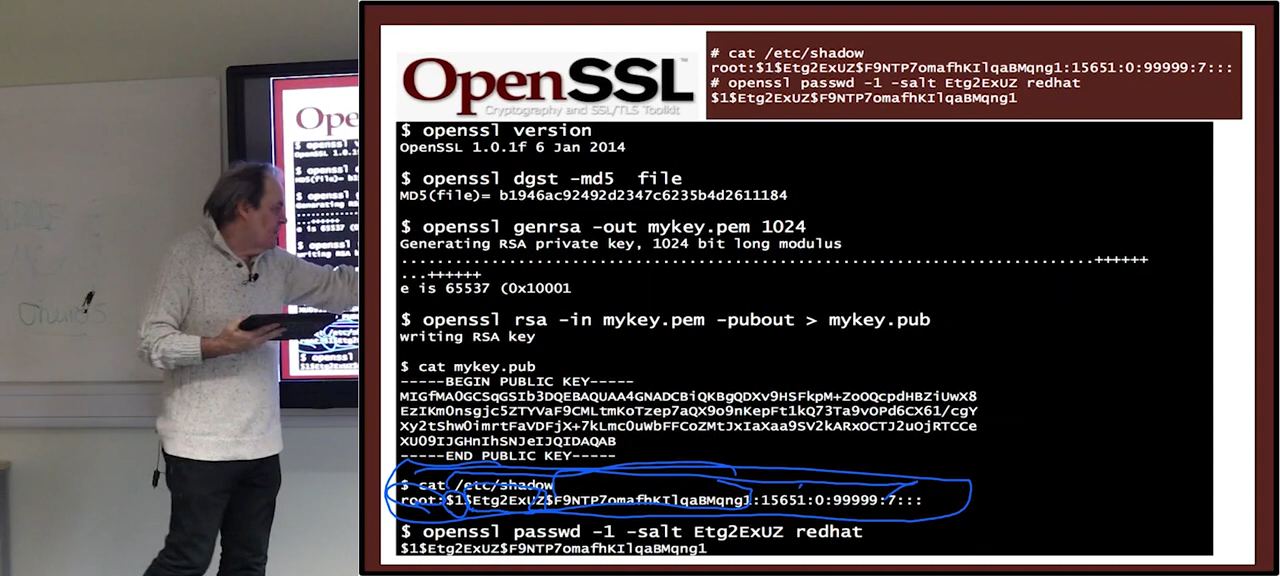 OpenSSL™
Cryptography and SSL/TLS Toolkit
# cat /etc/shadow
root:$1$Etg2ExUZ$F9NTP7omafhKIlqaBMqng1:15651:0:99999:7:::
# openssl passwd -1 -salt Etg2ExUZ redhat
$1$Etg2ExUZ$F9NTP7omafhKIlqaBMqng1
$ openssl version
OpenSSL 1.0.1f 6 Jan 2014
$ openssl dgst -md5  file
MD5(file)= b1946ac92492d2347c6235b4d2611184
$ openssl genrsa -out mykey.pem 1024
Generating RSA private key, 1024 bit long modulus
.........................................................................++++++
...++++++
e is 65537 (0x10001
$ openssl rsa -in mykey.pem -pubout > mykey.pub
writing RSA key
$ cat mykey.pub
-----BEGIN PUBLIC KEY-----
MIGfMA0GCSqGSIb3DQEBAQUAA4GNADCBiQKBgQDXv9HSFkpM+ZoOQcpdHBZiUwX8
EzIKm0nsgjc5ZTYVaF9CMLtmKoTzep7aQX9o9nKepFt1kQ73Ta9vOPd6CX61/cgY
Xy2tShw0imrtFaVDFjX+7kLmc0uWbFFCoZMtJxIaXaa9SV2kARxOCTJ2uOjRTCCe
XU09IJGHnIhSNJeIJQIDAQAB
-----END PUBLIC KEY-----
$ cat /etc/shadow
root:$1$Etg2ExUZ$F9NTP7omafhKIlqaBMqng1:15651:0:99999:7:::
$ openssl passwd -1 -salt Etg2ExUZ redhat
$1$Etg2ExUZ$F9NTP7omafhKIlqaBMqng1